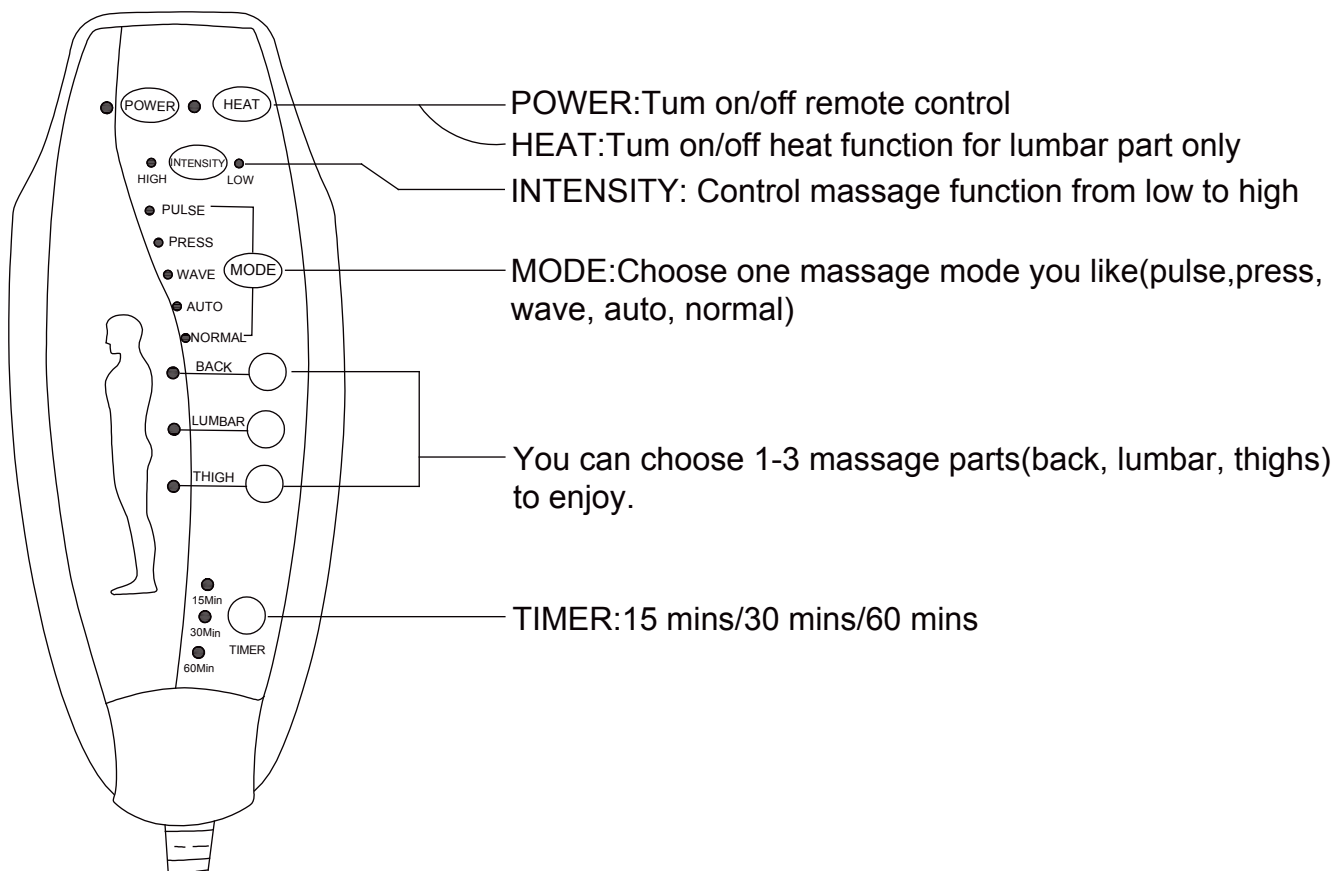 POWER
HEAT
INTENSITY
HIGH
LOW
PULSE
PRESS
WAVE
MODE
AUTO
NORMAL
BACK
LUMBAR
THIGH
15Min
30Min
TIMER
60Min
POWER:Tum on/off remote control
HEAT:Tum on/off heat function for lumbar part only
INTENSITY: Control massage function from low to high
MODE:Choose one massage mode you like(pulse,press,
wave, auto, normal)
You can choose 1-3 massage parts(back, lumbar, thighs)
to enjoy.
TIMER:15 mins/30 mins/60 mins